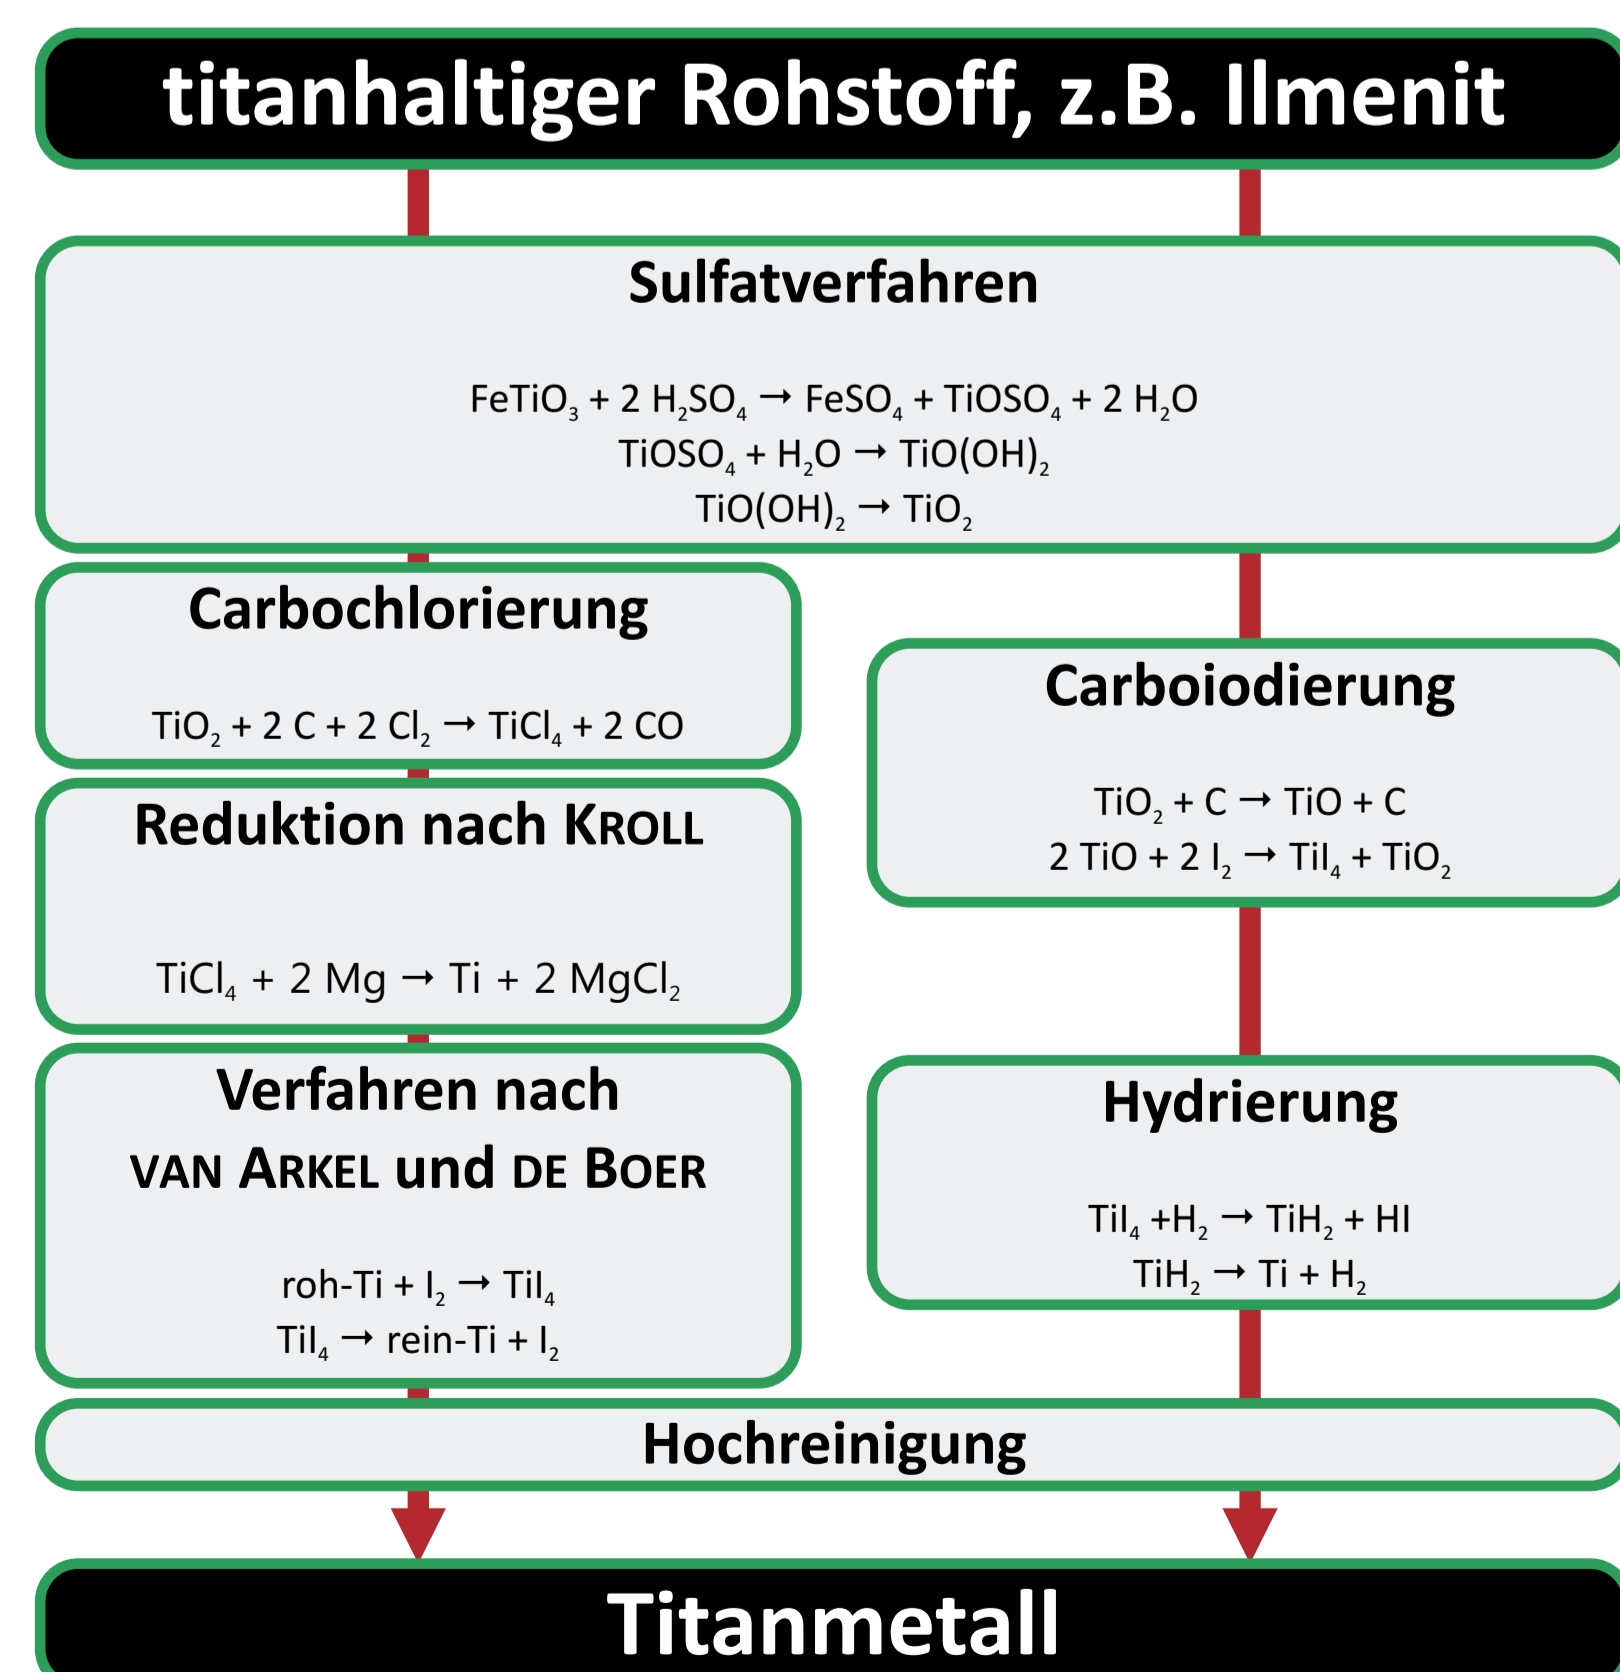 titanhaltiger Rohstoff, z.B. Ilmenit
Sulfatverfahren
FeTiO₃ + 2 H₂SO₄ → FeSO₄ + TiOSO₄ + 2 H₂O
TiOSO₄ + H₂O → TiO(OH)₂
TiO(OH)₂ → TiO₂
Carbochlorierung
TiO₂ + 2 C + 2 Cl₂ → TiCl₄ + 2 CO
Reduktion nach KROLL
TiCl₄ + 2 Mg → Ti + 2 MgCl₂
Verfahren nach
VAN ARKEL und DE BOER
roh-Ti + I₂ → TiI₄
TiI₄ → rein-Ti + I₂
Carboiodierung
TiO₂ + C → TiO + C
2 TiO + 2 I₂ → TiI₄ + TiO₂
Hydrierung
TiI₄ +H₂ → TiH₂ + HI
TiH₂ → Ti + H₂
Hochreinigung
Titanmetall